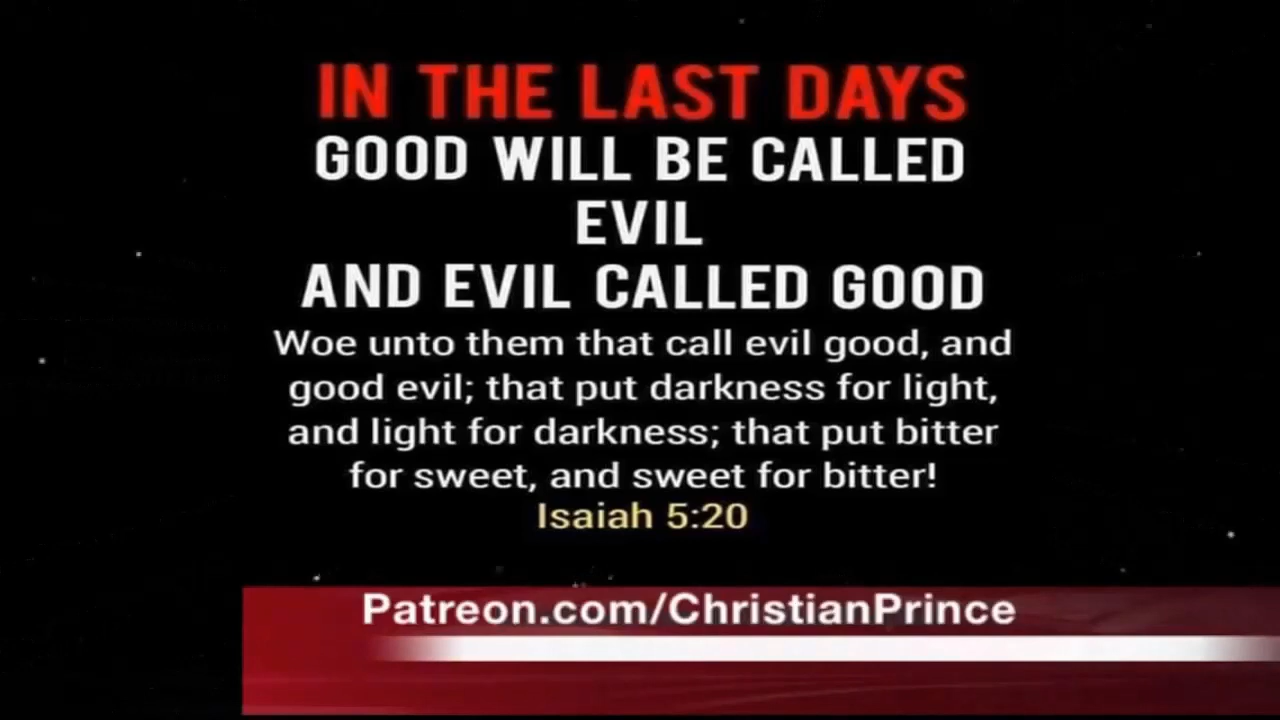 IN THE LAST DAYS
GOOD WILL BE CALLED
EVIL
AND EVIL CALLED GOOD
Woe unto them that call evil good, and
good evil; that put darkness for light,
and light for darkness; that put bitter
for sweet, and sweet for bitter!
Isaiah 5:20
Patreon.com/ChristianPrince